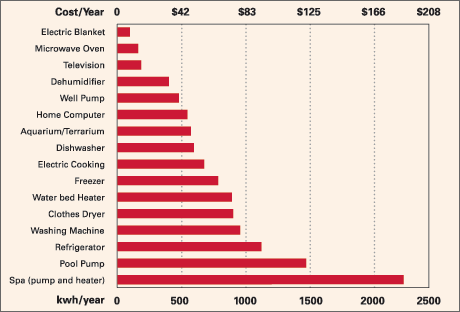 Cost/Year 0 $42 $83 $125 $166 $208
Electric Blanket
Microwave Oven
Television
Dehumidifier
Well Pump
Home Computer
Aquarium/Terrarium
Dishwasher
Electric Cooking
Freezer
Water bed Heater
Clothes Dryer
Washing Machine
Refrigerator
Pool Pump
Spa (pump and heater)
kwh/year 0 500 1000 1500 2000 2500